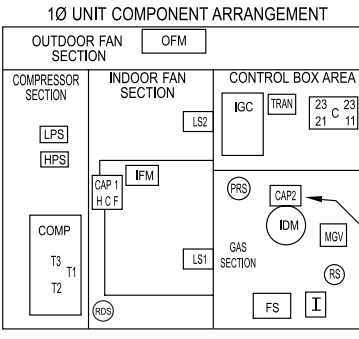 1Ø UNIT COMPONENT ARRANGEMENT
OUTDOOR FAN
SECTION
OFM
COMPRESSOR
SECTION
LPS
HPS
COMP
T3
T1
T2
INDOOR FAN
SECTION
LS2
IFM
CAP 1
H C F
LS1
RDS
CONTROL BOX AREA
IGC
TRAN
23 C 23
21 11
PRS
CAP2
IDM
MGV
GAS
SECTION
RS
FS
I